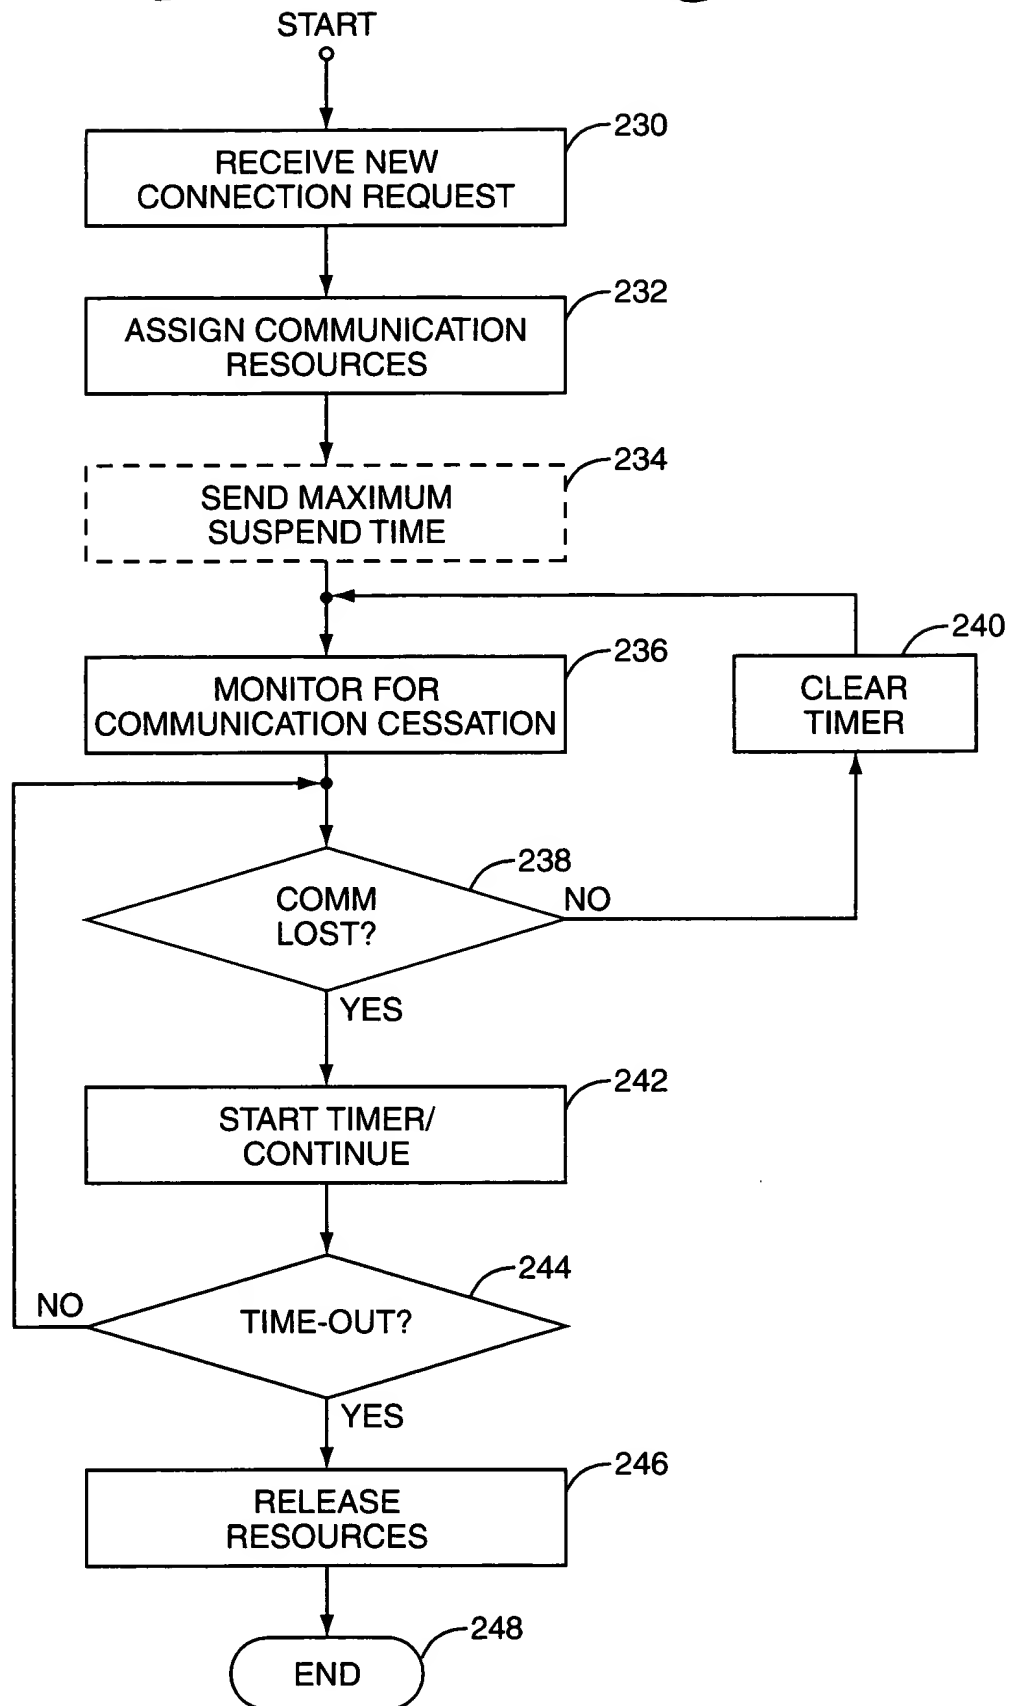 START
230
RECEIVE NEW
CONNECTION REQUEST
232
ASSIGN COMMUNICATION
RESOURCES
234
SEND MAXIMUM
SUSPEND TIME
236
MONITOR FOR
COMMUNICATION CESSATION
240
CLEAR
TIMER
238
COMM
LOST?
NO
YES
242
START TIMER/
CONTINUE
244
TIME-OUT?
NO
YES
246
RELEASE
RESOURCES
248
END